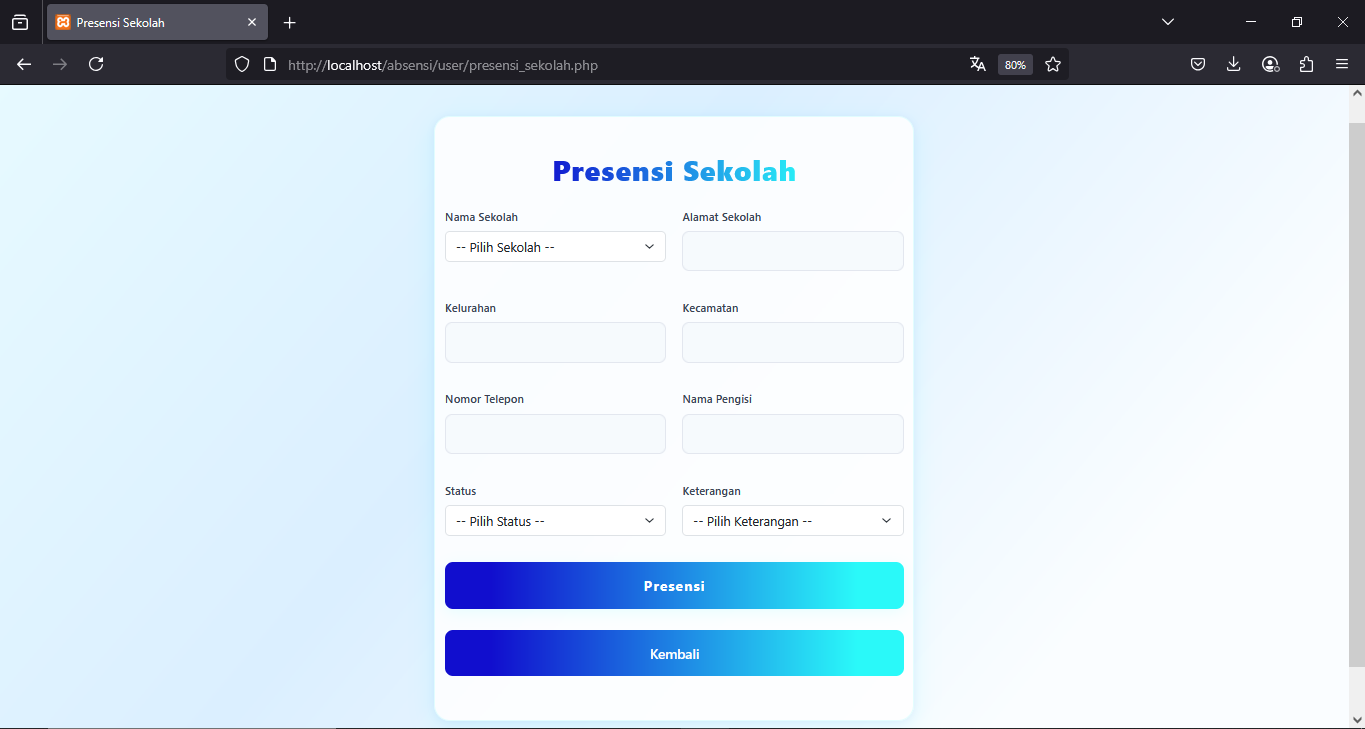 Presensi Sekolah
http://localhost/absensi/user/presensi_sekolah.php
80%
Presensi Sekolah
Nama Sekolah
Alamat Sekolah
-- Pilih Sekolah --
Kelurahan
Kecamatan
Nomor Telepon
Nama Pengisi
Status
Keterangan
-- Pilih Status --
-- Pilih Keterangan --
Presensi
Kembali